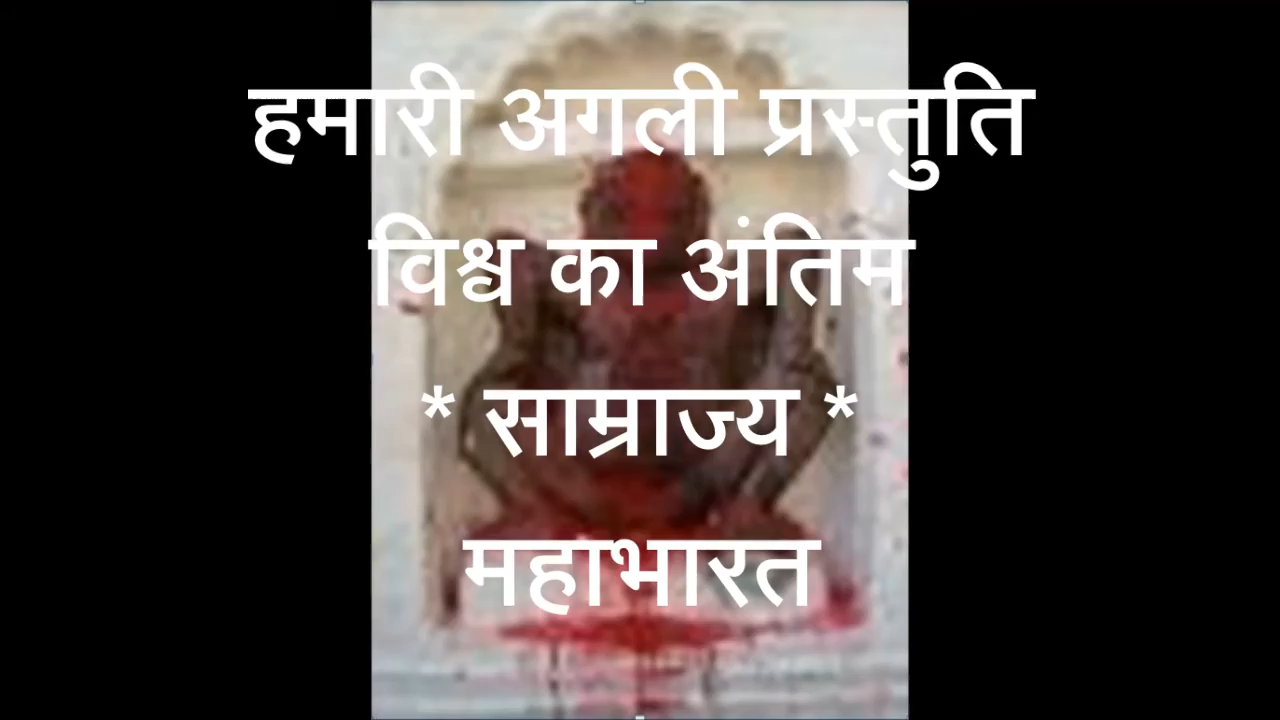 हमारी अगली प्रस्तुति
विश्व का अंतिम
* साम्राज्य *
महाभारत